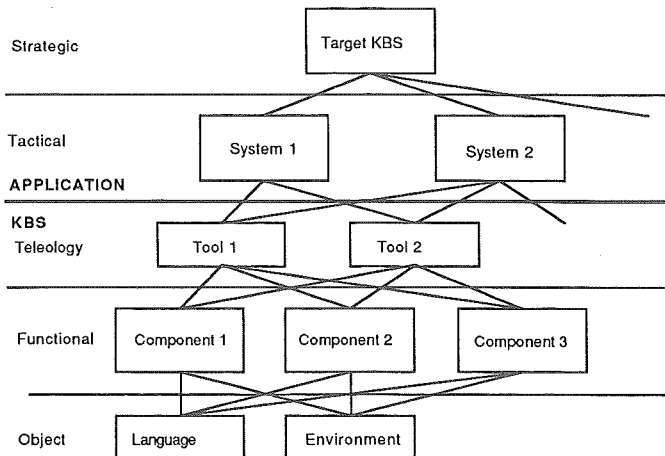 Strategic
Target KBS
Tactical
System 1
System 2
APPLICATION
KBS
Teleology
Tool 1
Tool 2
Functional
Component 1
Component 2
Component 3
Object
Language
Environment